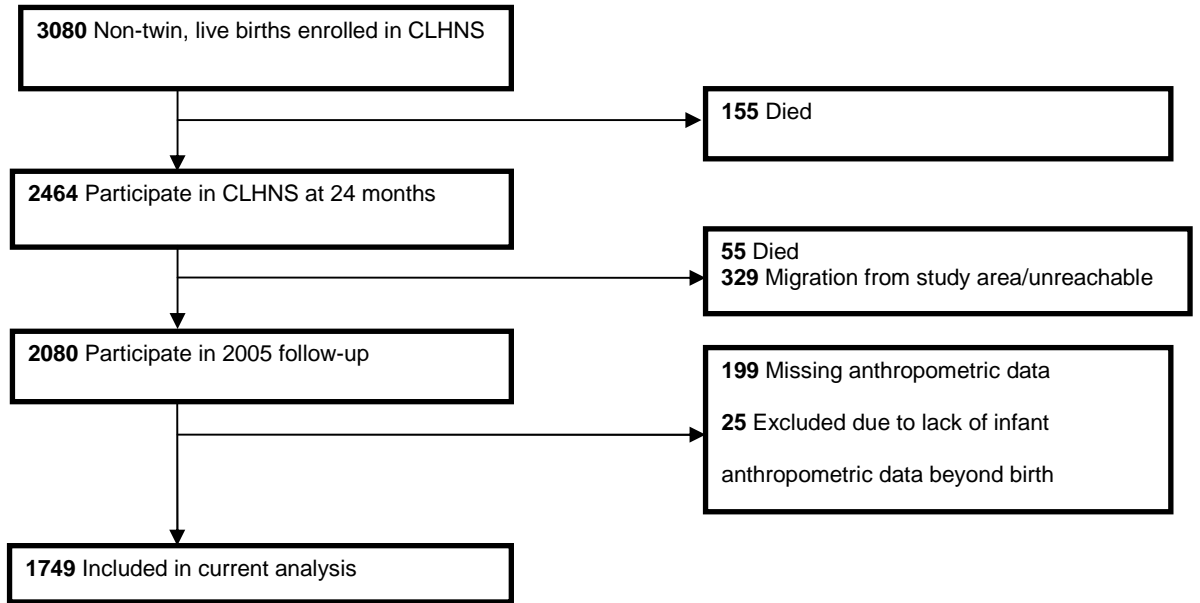 3080 Non-twin, live births enrolled in CLHNS
155 Died
2464 Participate in CLHNS at 24 months
55 Died
329 Migration from study area/unreachable
2080 Participate in 2005 follow-up
199 Missing anthropometric data
25 Excluded due to lack of infant
anthropometric data beyond birth
1749 Included in current analysis